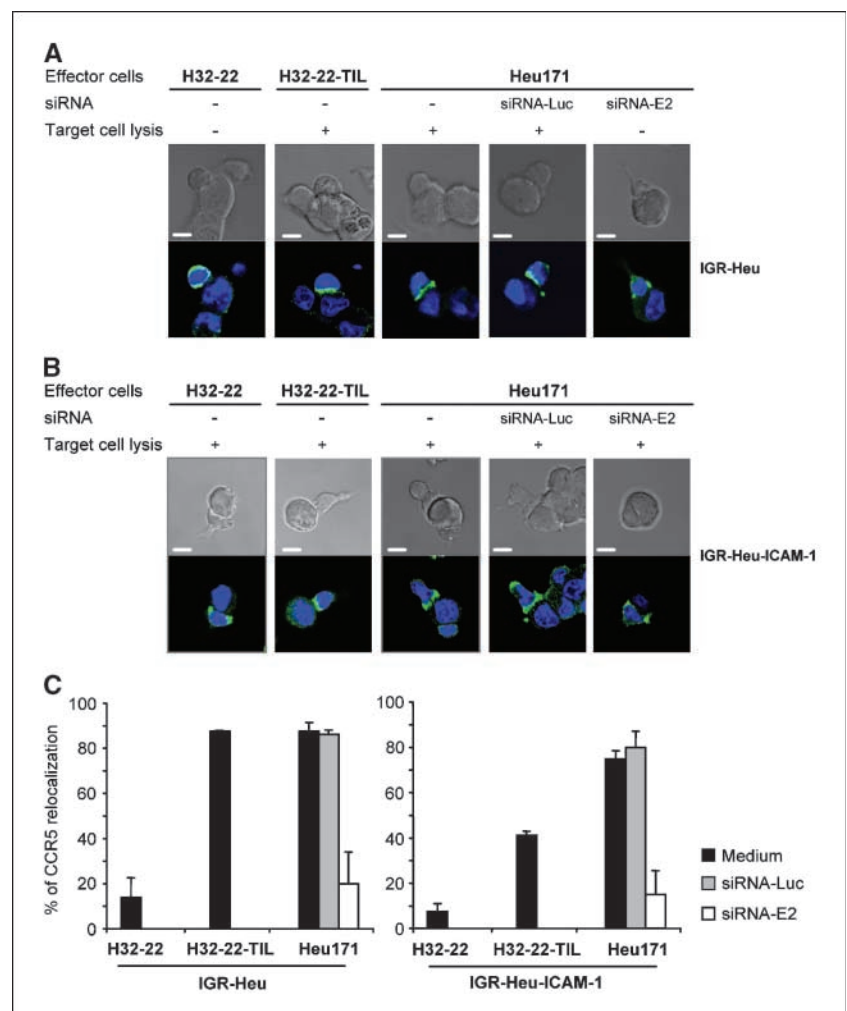 A
Effector cells H32-22 H32-22-TIL Heu171
siRNA - - - siRNA-Luc siRNA-E2
Target cell lysis - + + + -
IGR-Heu
B
Effector cells H32-22 H32-22-TIL Heu171
siRNA - - - siRNA-Luc siRNA-E2
Target cell lysis + + + + +
IGR-Heu-ICAM-1
C
% of CCR5 relocalization
100
80
60
40
20
0
H32-22 H32-22-TIL Heu171
IGR-Heu
100
80
60
40
20
0
H32-22 H32-22-TIL Heu171
IGR-Heu-ICAM-1
Medium
siRNA-Luc
siRNA-E2